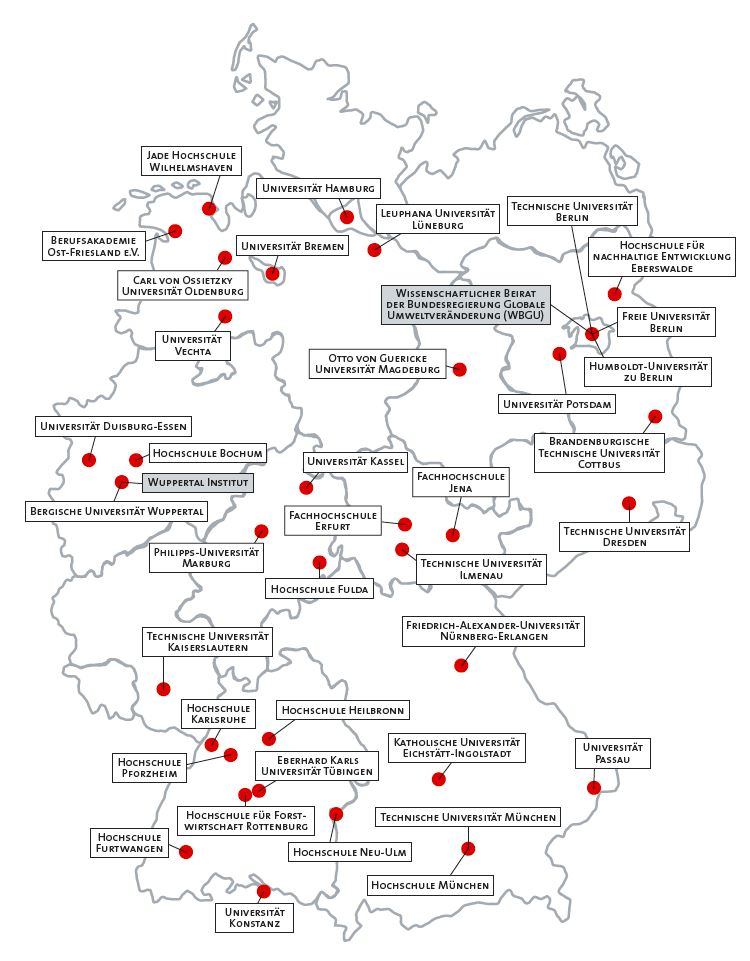 Jade Hochschule
Wilhelmshaven
Universität Hamburg
Leuphana Universität
Lüneburg
Technische Universität
Berlin
Berufsakademie
Ost-Friesland e.V.
Universität Bremen
Hochschule für
nachhaltige Entwicklung
Eberswalde
Carl von Ossietzky
Universität Oldenburg
Wissenschaftlicher Beirat
der Bundesregierung Globale
Umweltveränderung (WBGU)
Freie Universität
Berlin
Universität
Vechta
Otto von Guericke
Universität Magdeburg
Humboldt-Universität
zu Berlin
Universität Potsdam
Universität Duisburg-Essen
Brandenburgische
Technische Universität
Cottbus
Hochschule Bochum
Universität Kassel
Fachhochschule
Jena
Wuppertal Institut
Bergische Universität Wuppertal
Fachhochschule
Erfurt
Technische Universität
Dresden
Philipps-Universität
Marburg
Technische Universität
Ilmenau
Hochschule Fulda
Friedrich-Alexander-Universität
Nürnberg-Erlangen
Technische Universität
Kaiserslautern
Hochschule
Karlsruhe
Hochschule Heilbronn
Katholische Universität
Eichstätt-Ingolstadt
Universität
Passau
Hochschule
Pforzheim
Eberhard Karls
Universität Tübingen
Hochschule für Forst-
wirtschaft Rottenburg
Technische Universität München
Hochschule
Furtwangen
Hochschule Neu-Ulm
Hochschule München
Universität
Konstanz